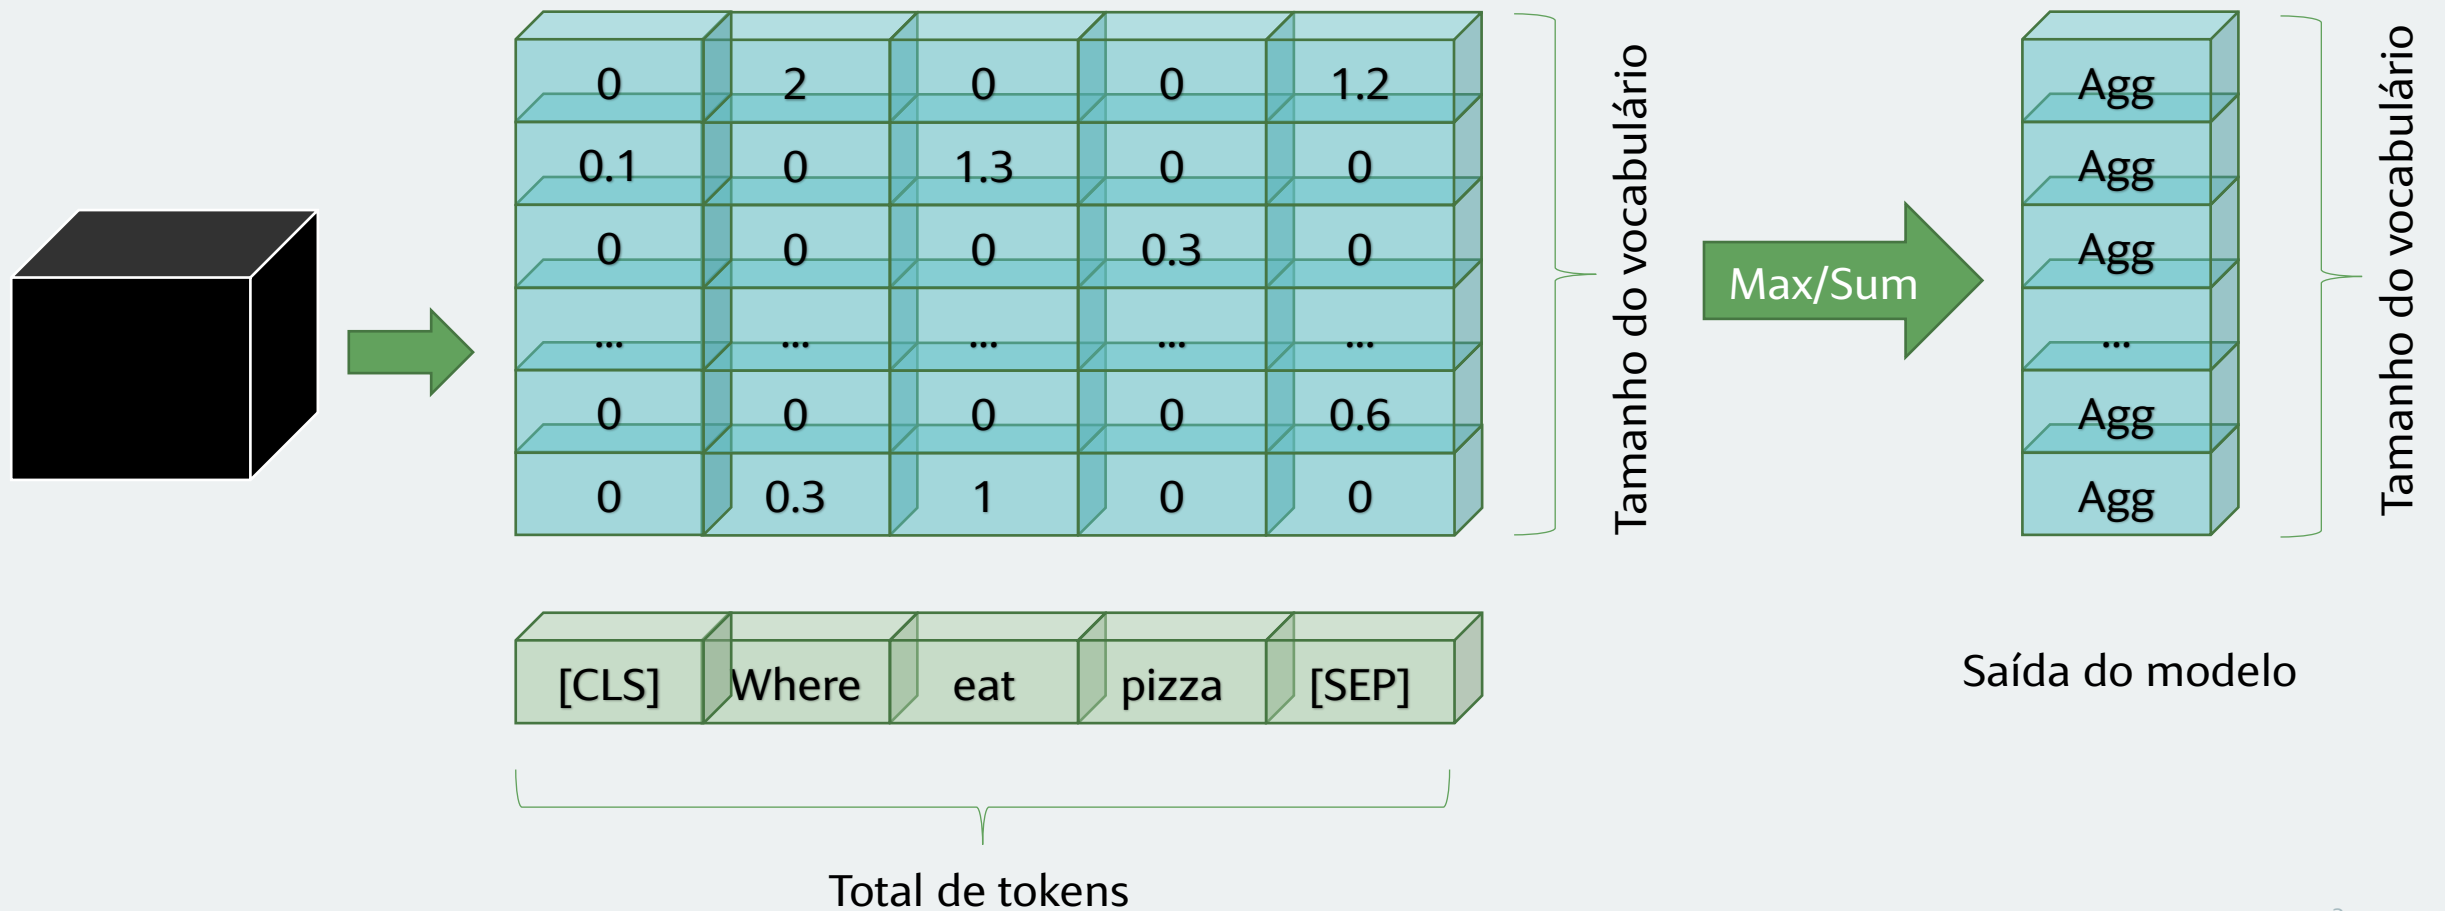 0 2 0 0 1.2
0.1 0 1.3 0 0
0 0 0 0.3 0
... ... ... ... ...
0 0 0 0 0.6
0 0.3 1 0 0
Tamanho do vocabulário
Max/Sum
Agg
Agg
Agg
...
Agg
Agg
Tamanho do vocabulário
[CLS] Where eat pizza [SEP]
Saída do modelo
Total de tokens